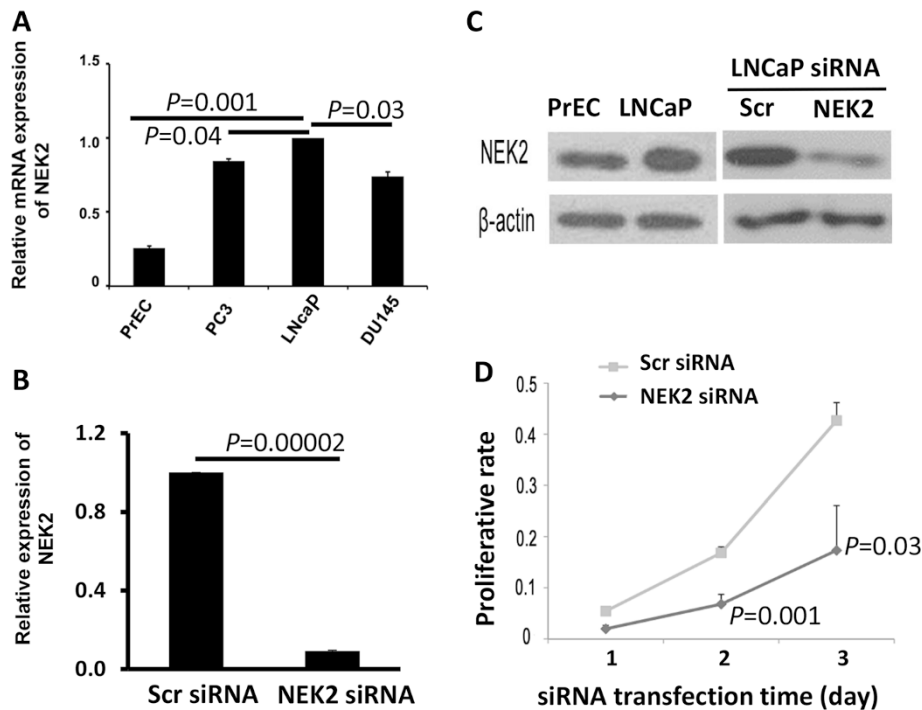 A
Relative mRNA expression
of NEK2
1.5
1.0
0.5
0
P=0.001
P=0.04
P=0.03
PrEC
PC3
LNcaP
DU145
B
Relative expression of
NEK2
1.2
0.8
0.4
0.0
P=0.00002
Scr siRNA
NEK2 siRNA
C
LNCaP siRNA
PrEC LNCaP
Scr NEK2
NEK2
β-actin
D
Scr siRNA
NEK2 siRNA
Proliferative rate
0.5
0.4
0.3
0.2
0.1
0
P=0.03
P=0.001
1 2 3
siRNA transfection time (day)